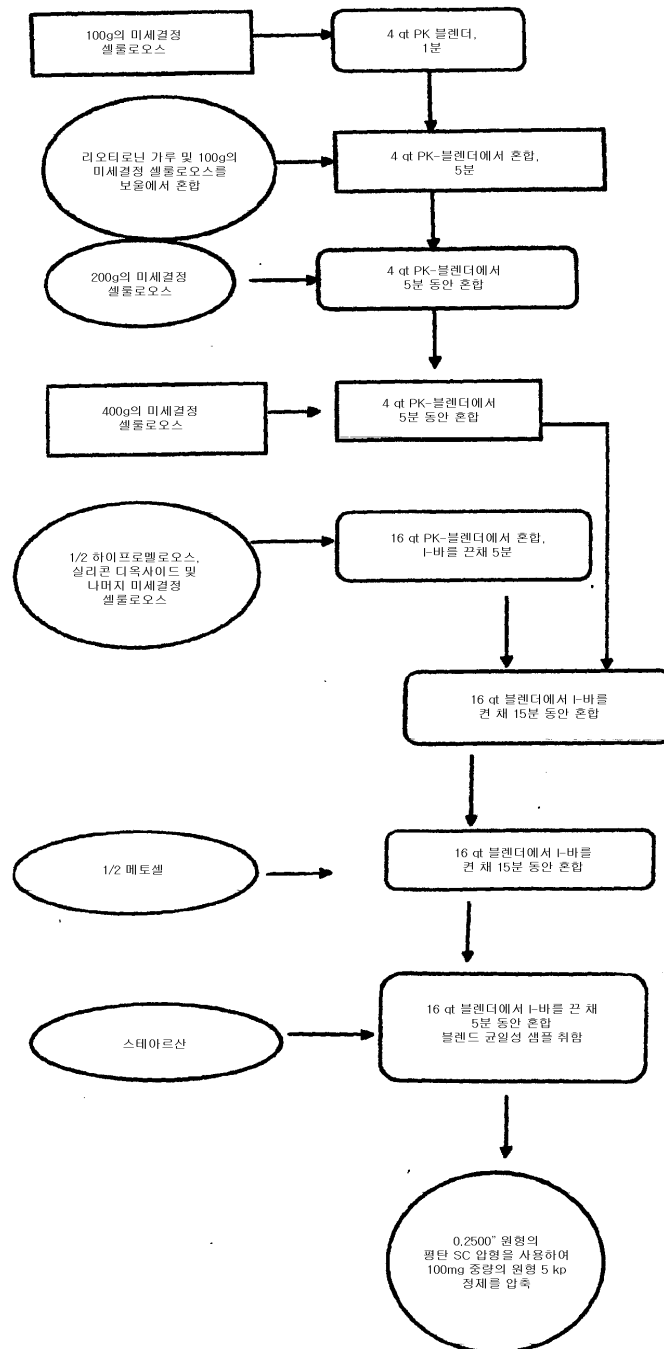 100g의 미세결정
셀룰로오스
4 qt PK 블렌더,
1분
리오티로닌 가루 및 100g의
미세결정 셀룰로오스를
보울에서 혼합
4 qt PK-블렌더에서 혼합,
5분
200g의 미세결정
셀룰로오스
4 qt PK-블렌더에서
5분 동안 혼합
400g의 미세결정
셀룰로오스
4 qt PK-블렌더에서
5분 동안 혼합
1/2 하이프로멜로오스,
실리콘 디옥사이드 및
나머지 미세결정
셀룰로오스
16 qt PK-블렌더에서 혼합,
I-바를 끈채 5분
16 qt 블렌더에서 I-바를
켠 채 15분 동안 혼합
1/2 메토셀
16 qt 블렌더에서 I-바를
켠 채 15분 동안 혼합
스테아르산
16 qt 블렌더에서 I-바를 끈 채
5분 동안 혼합
블렌드 균일성 샘플 취함
0.2500" 원형의
평탄 SC 압형을 사용하여
100mg 중량의 원형 5 kp
정제를 압축